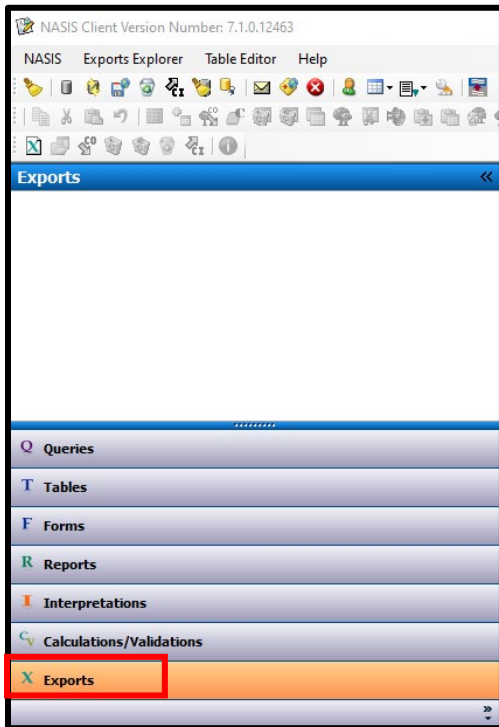 NASIS Client Version Number: 7.1.0.12463
NASIS Exports Explorer Table Editor Help
Exports
Q Queries
T Tables
F Forms
R Reports
I Interpretations
CV Calculations/Validations
X Exports